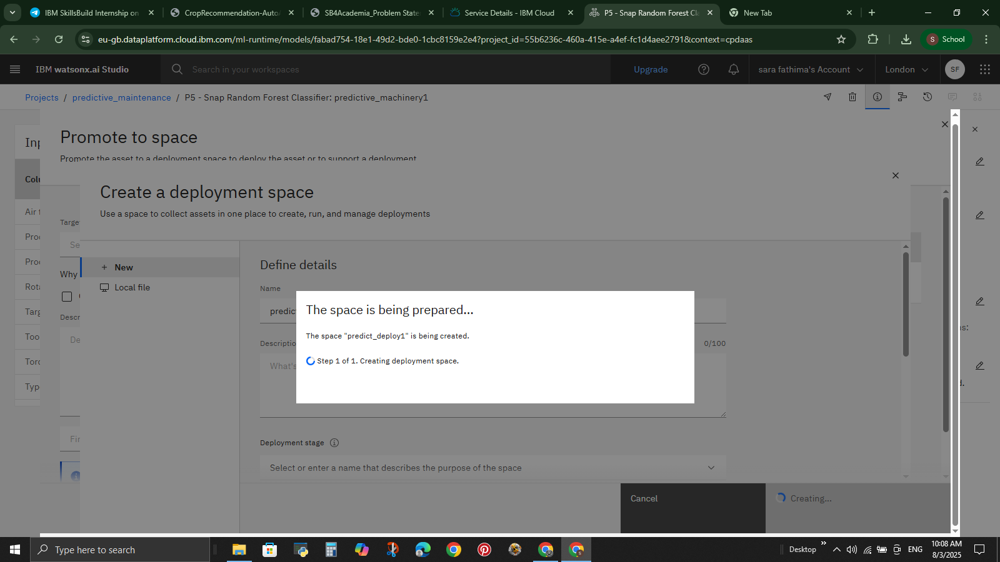 IBM SkillsBuild Internship on
CropRecommendation-AutoA
SB4Academia_Problem State
Service Details - IBM Cloud
P5 - Snap Random Forest Cl
New Tab
eu-gb.dataplatform.cloud.ibm.com/ml-runtime/models/fabad754-18e1-49d2-bde0-1cbc8159e2e4?project_id=55b6236c-460a-415e-a4ef-fc1d4aee2791&context=cpdaas
S School
IBM watsonx.ai Studio
Search in your workspaces
Upgrade
sara fathima's Account
London
SF
Projects / predictive_maintenance / P5 - Snap Random Forest Classifier: predictive_machinery1
Promote to space
Promote the asset to a deployment space to deploy the asset or to support a deployment
Create a deployment space
Use a space to collect assets in one place to create, run, and manage deployments
Inp
Colu
Air t
Proc
Proc
Rota
Targ
Too
Torq
Typ
Targe
Se
Why
Descr
De
Fir
+ New
Local file
Define details
Name
predic
Descriptio
0/100
What's
The space is being prepared...
The space "predict_deploy1" is being created.
Step 1 of 1. Creating deployment space.
Deployment stage
Select or enter a name that describes the purpose of the space
Cancel
Creating...
s:
d.
Type here to search
Desktop
ENG
10:08 AM
8/3/2025